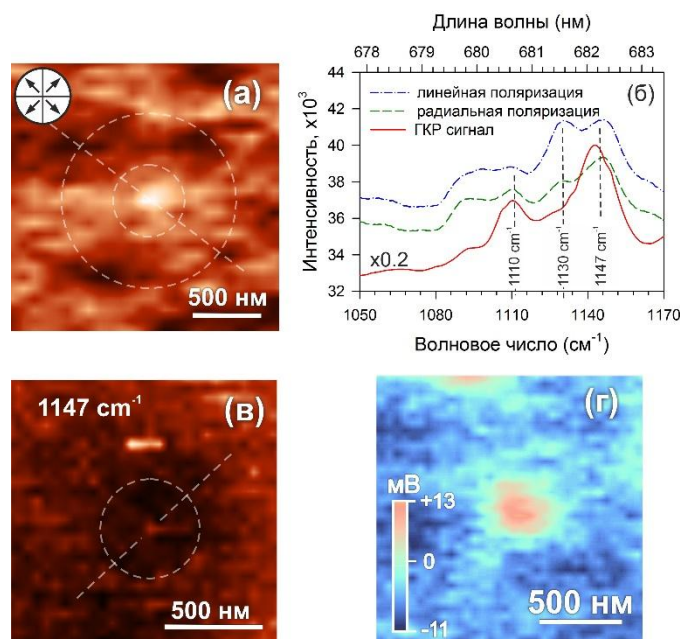 (а)
500 нм
Длина волны (нм)
678 679 680 681 682 683
44
42
40
38
36
34
32
Интенсивность, x10³
линейная поляризация
радиальная поляризация
ГКР сигнал
(б)
x0.2
1110 cm⁻¹
1130 cm⁻¹
1147 cm⁻¹
1050 1080 1110 1140 1170
Волновое число (см⁻¹)
1147 cm⁻¹
(в)
500 нм
(г)
мВ
+13
0
-11
500 нм